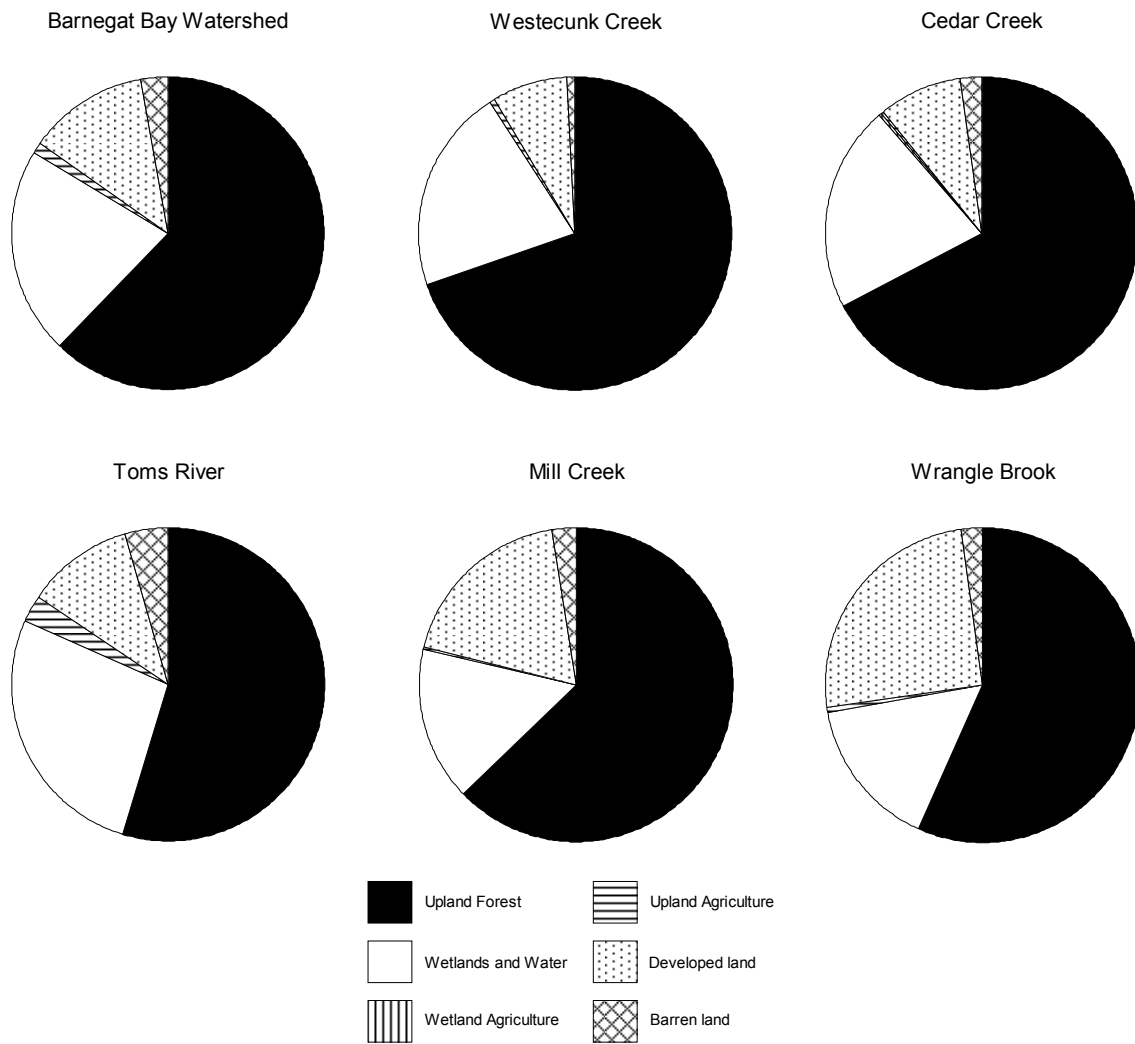 Barnegat Bay Watershed
Westecunk Creek
Cedar Creek
Toms River
Mill Creek
Wrangle Brook
Upland Forest
Upland Agriculture
Wetlands and Water
Developed land
Wetland Agriculture
Barren land